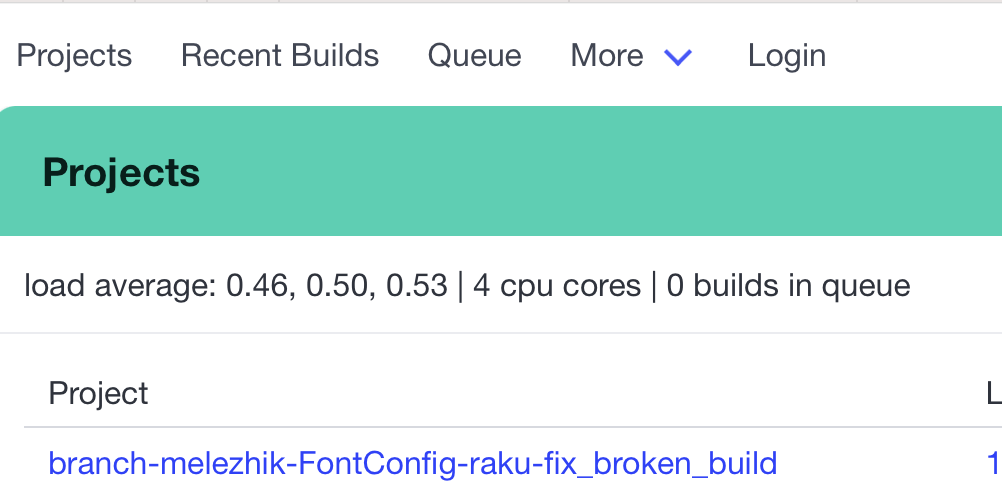 Projects Recent Builds Queue More Login
Projects
load average: 0.46, 0.50, 0.53 | 4 cpu cores | 0 builds in queue
Project L
branch-melezhik-FontConfig-raku-fix_broken_build 1